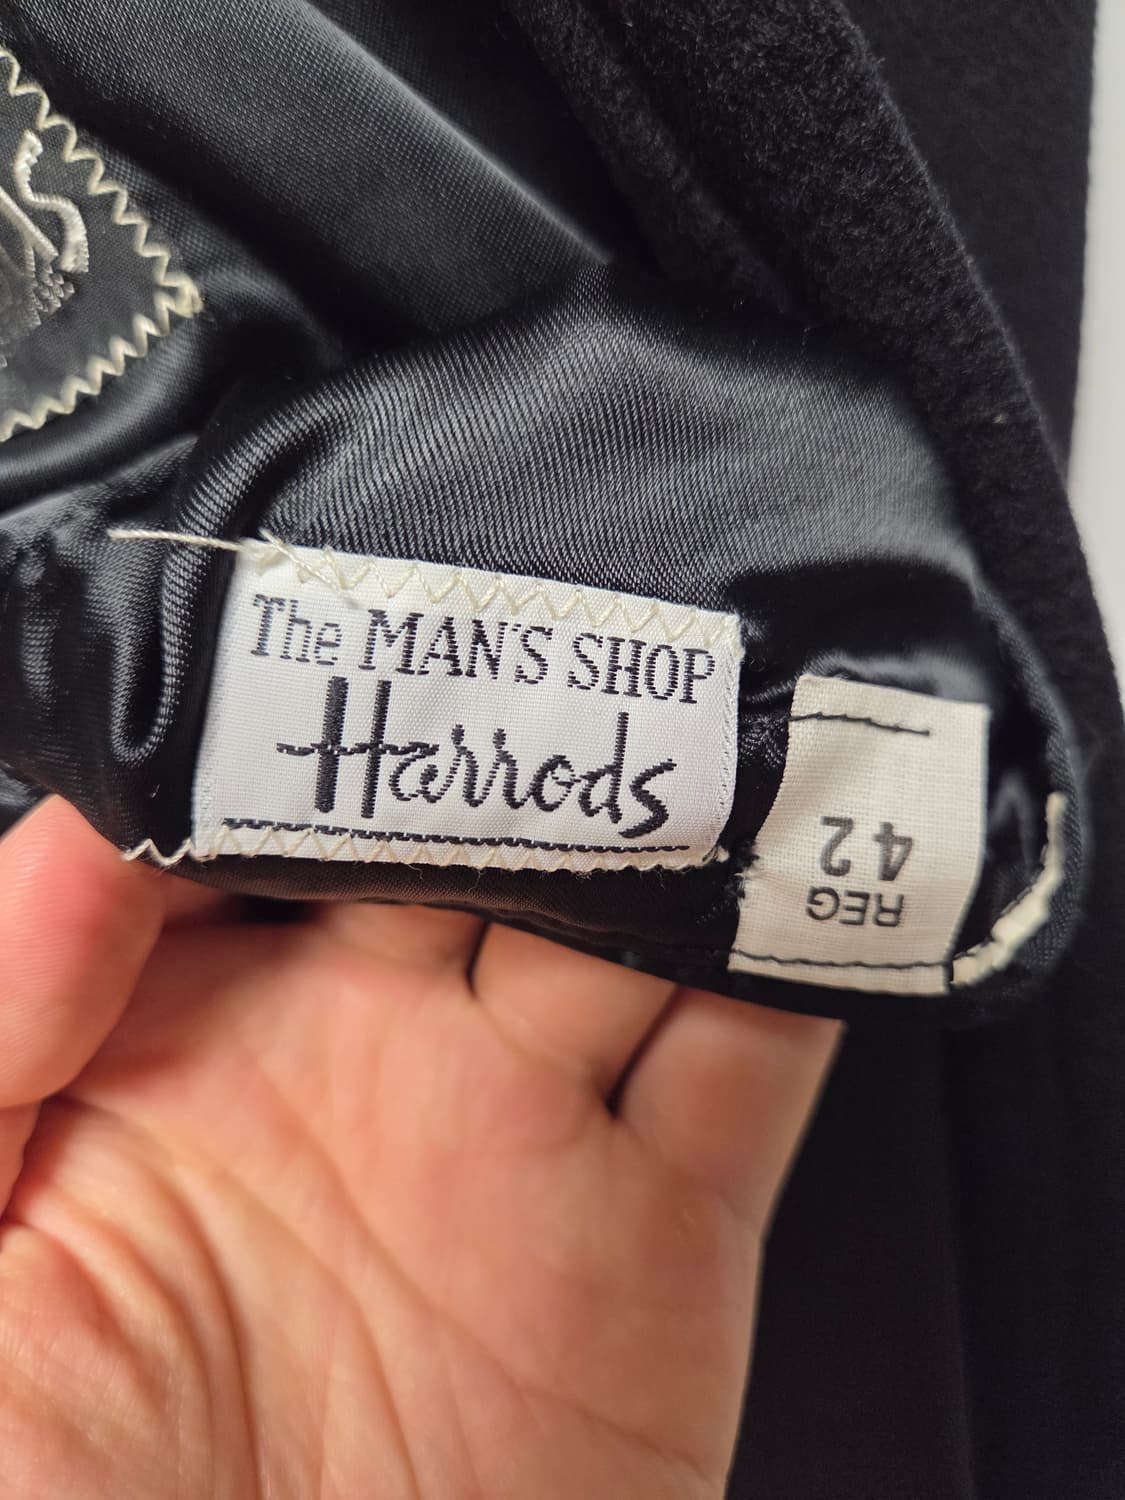 The MAN'S SHOP
Harrods
REG
42